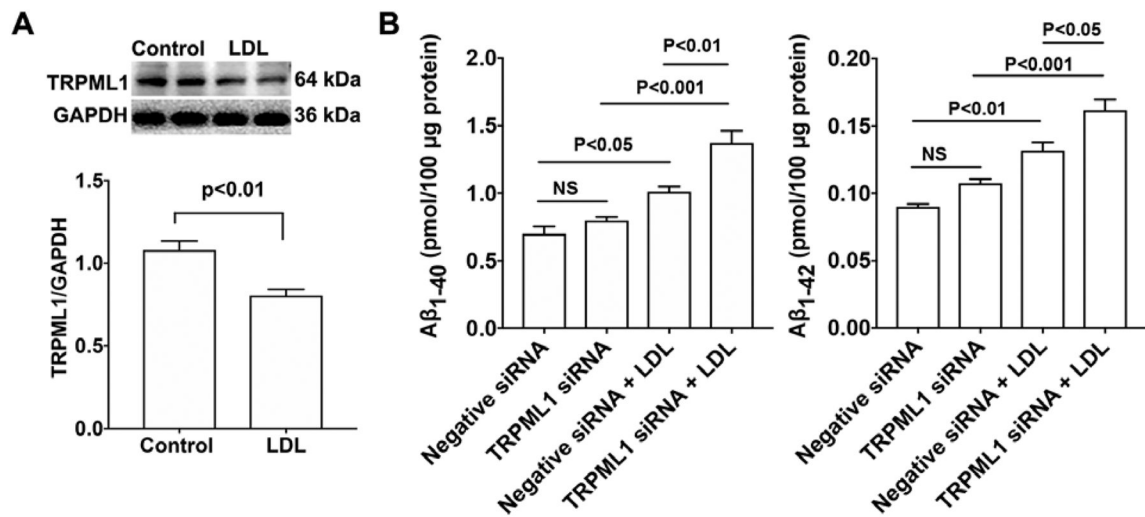 A
Control LDL
TRPML1 64 kDa
GAPDH 36 kDa
TRPML1/GAPDH
1.5
1.0
0.5
0.0
p<0.01
Control LDL
B
Aβ1-40 (pmol/100 µg protein)
2.0
1.5
1.0
0.5
0.0
P<0.01
P<0.001
P<0.05
NS
Negative siRNA
TRPML1 siRNA
Negative siRNA + LDL
TRPML1 siRNA + LDL
Aβ1-42 (pmol/100 µg protein)
0.20
0.15
0.10
0.05
0.00
P<0.05
P<0.001
P<0.01
NS
Negative siRNA
TRPML1 siRNA
Negative siRNA + LDL
TRPML1 siRNA + LDL